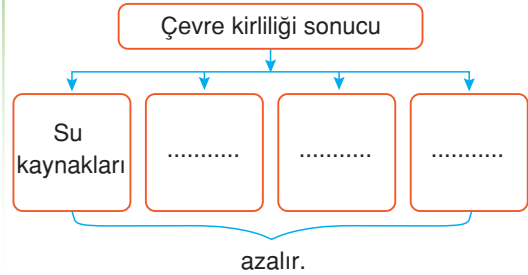 Çevre kirliliği sonucu
Su
kaynakları
...........
...........
...........
azalır.